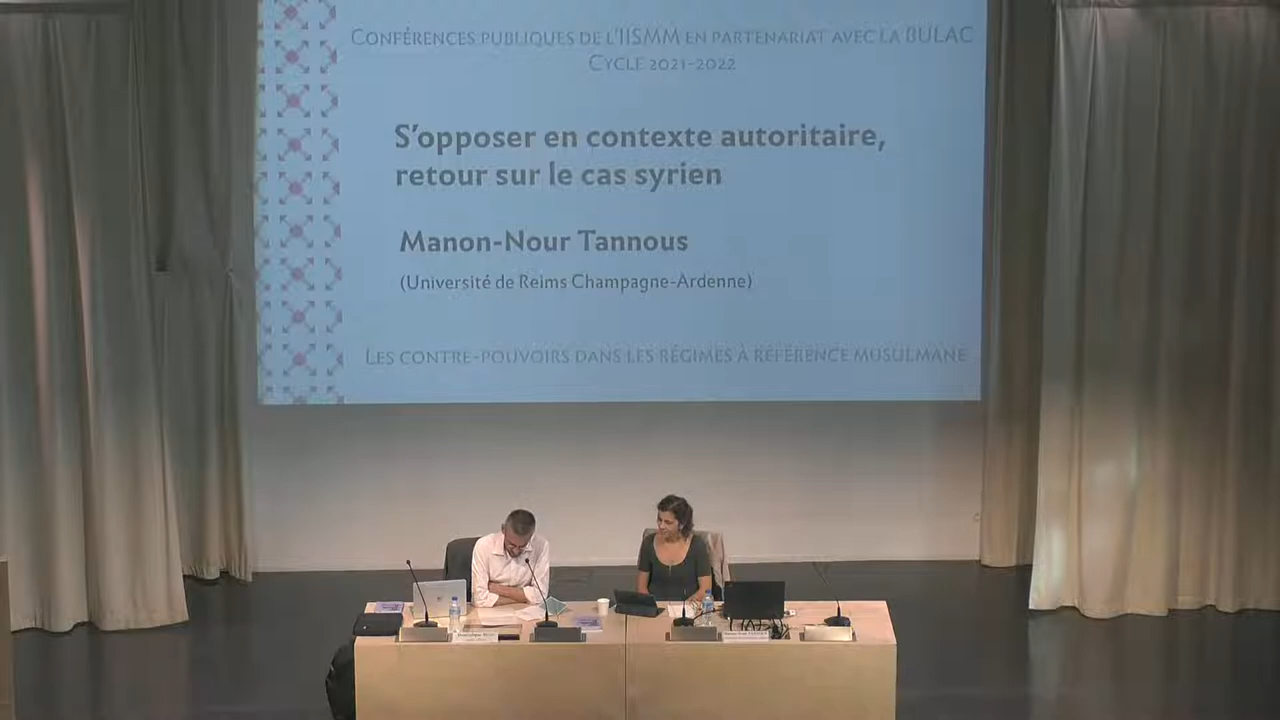 CONFÉRENCES PUBLIQUES DE L'IISMM EN PARTENARIAT AVEC LA BULAC
CYCLE 2021-2022
S'opposer en contexte autoritaire,
retour sur le cas syrien
Manon-Nour Tannous
(Université de Reims Champagne-Ardenne)
LES CONTRE-POUVOIRS DANS LES RÉGIMES À RÉFÉRENCE MUSULMANE